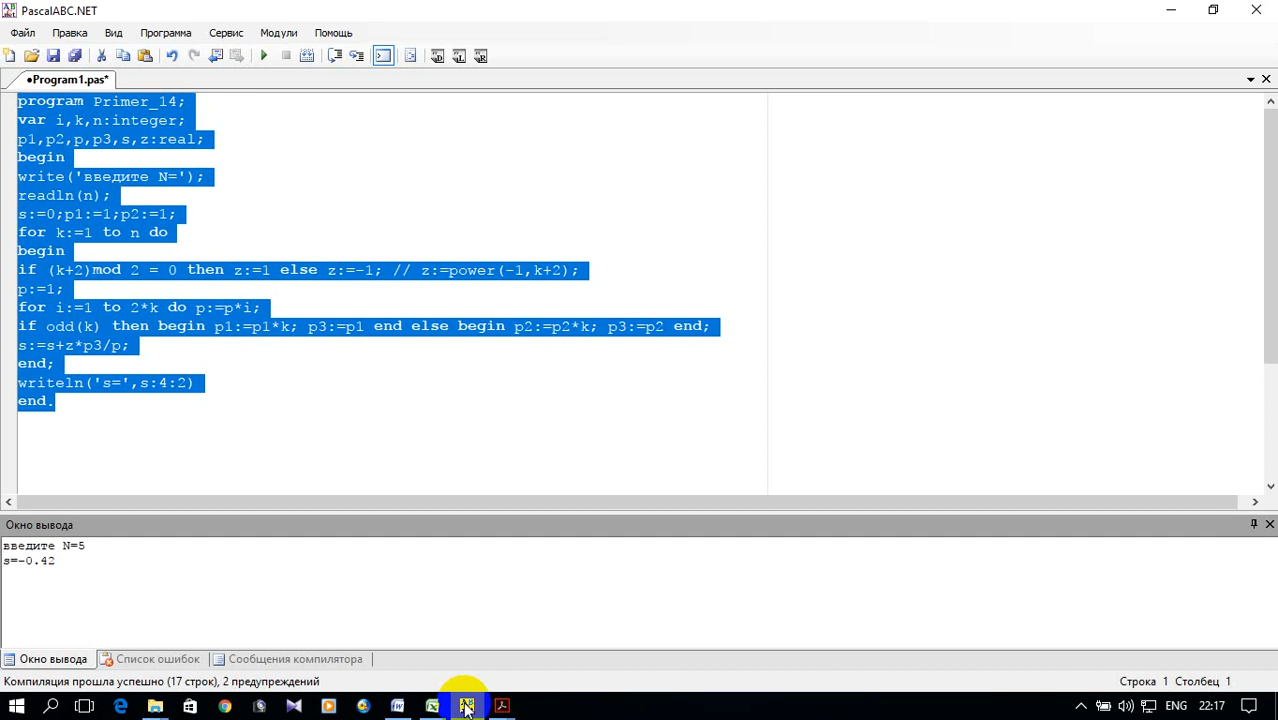 PascalABC.NET
Файл Правка Вид Программа Сервис Модули Помощь
●Program1.pas*
program Primer_14;
var i,k,n:integer;
p1,p2,p,p3,s,z:real;
begin
write('введите N=');
readln(n);
s:=0;p1:=1;p2:=1;
for k:=1 to n do
begin
if (k+2)mod 2 = 0 then z:=1 else z:=-1; // z:=power(-1,k+2);
p:=1;
for i:=1 to 2*k do p:=p*i;
if odd(k) then begin p1:=p1*k; p3:=p1 end else begin p2:=p2*k; p3:=p2 end;
s:=s+z*p3/p;
end;
writeln('s=',s:4:2)
end.
Окно вывода
введите N=5
s=-0.42
Окно вывода Список ошибок Сообщения компилятора
Компиляция прошла успешно (17 строк), 2 предупреждений Строка 1 Столбец 1
ENG 22:17